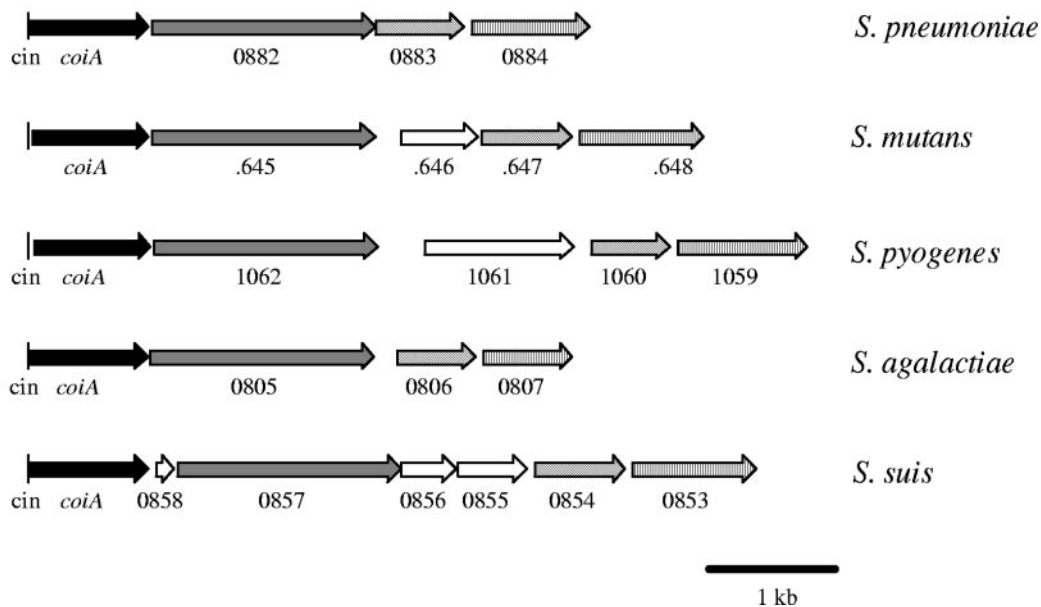 S. pneumoniae
cin coiA 0882 0883 0884
S. mutans
coiA .645 .646 .647 .648
S. pyogenes
cin coiA 1062 1061 1060 1059
S. agalactiae
cin coiA 0805 0806 0807
S. suis
cin coiA 0858 0857 0856 0855 0854 0853
1 kb